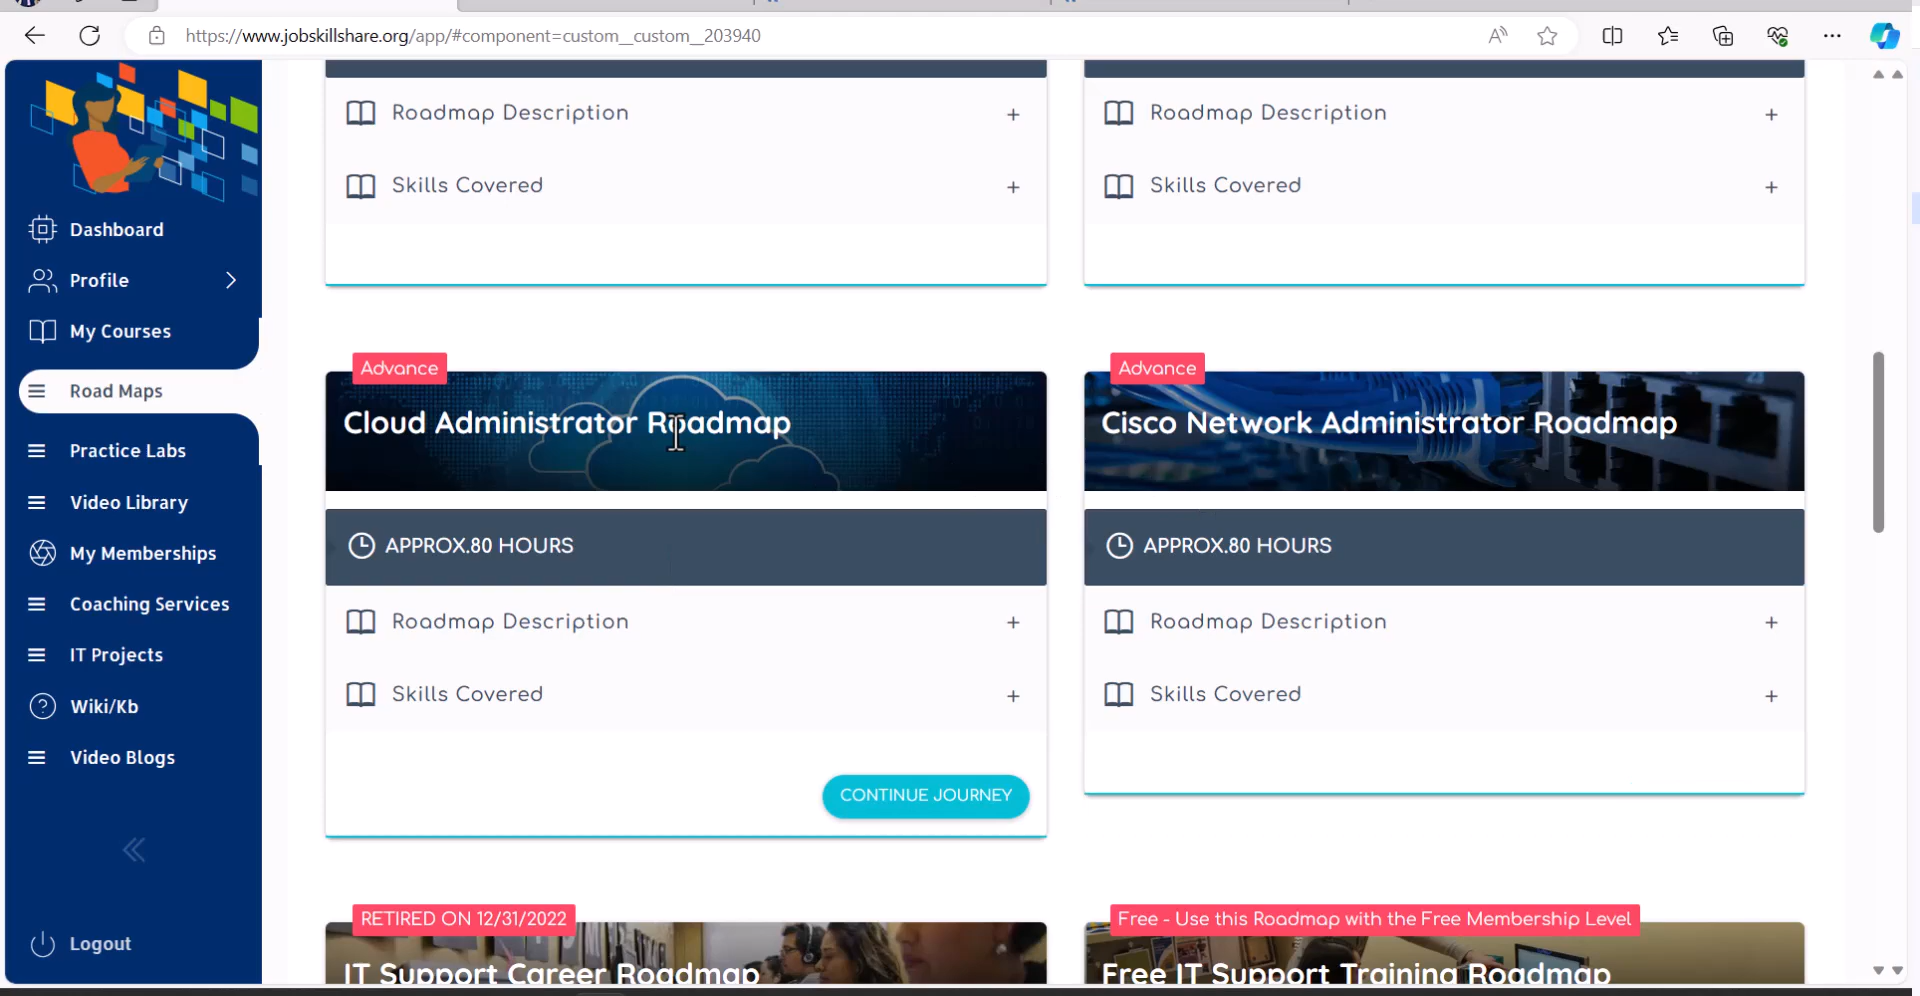 https://www.jobskillshare.org/app/#component=custom__custom__203940
Dashboard
Profile
My Courses
Road Maps
Practice Labs
Video Library
My Memberships
Coaching Services
IT Projects
Wiki/Kb
Video Blogs
Logout
Roadmap Description +
Skills Covered +
Roadmap Description +
Skills Covered +
Advance
Cloud Administrator Roadmap
APPROX.80 HOURS
Roadmap Description +
Skills Covered +
CONTINUE JOURNEY
Advance
Cisco Network Administrator Roadmap
APPROX.80 HOURS
Roadmap Description +
Skills Covered +
RETIRED ON 12/31/2022
IT Support Career Roadmap
Free - Use this Roadmap with the Free Membership Level
Free IT Support Training Roadmap